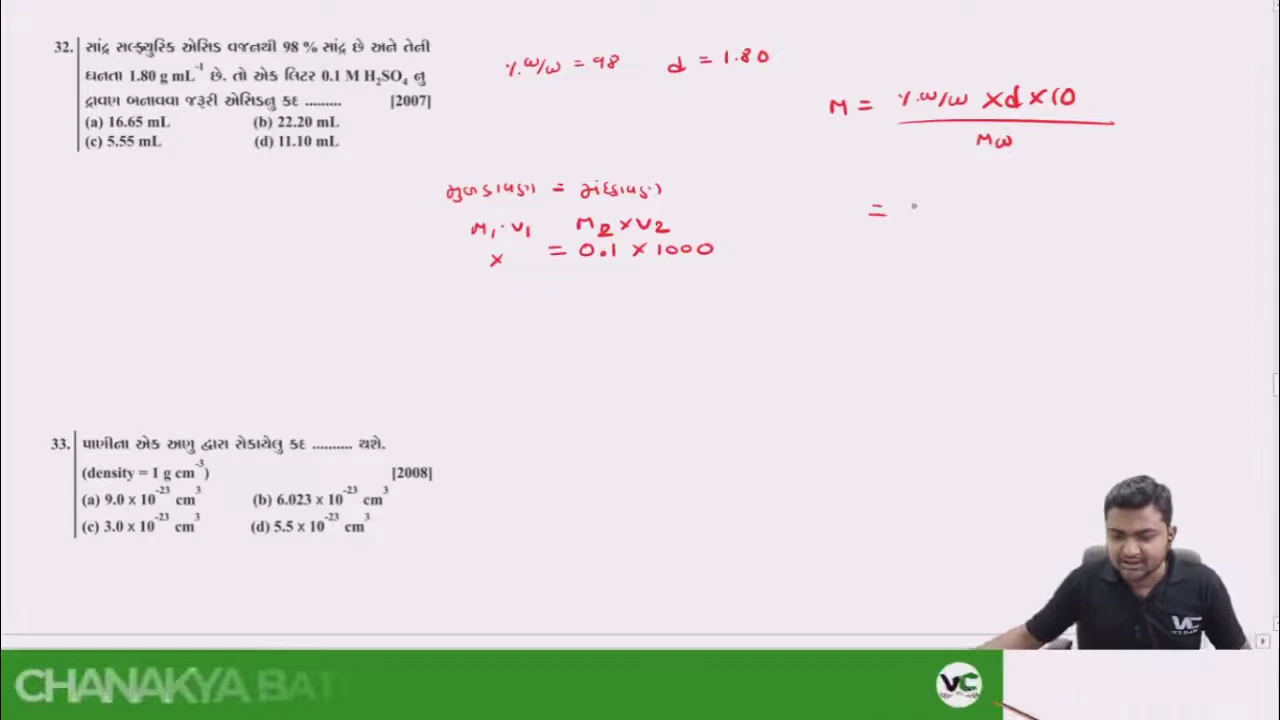 32. સાંદ્ર સલ્ફ્યુરિક એસિડ વજનથી 98 % સાંદ્ર છે અને તેની
ઘનતા 1.80 g mL⁻¹ છે. તો એક લિટર 0.1 M H₂SO₄ નુ
દ્રાવણ બનાવવા જરૂરી એસિડનુ કદ ......... [2007]
(a) 16.65 mL (b) 22.20 mL
(c) 5.55 mL (d) 11.10 mL
%.w/w = 98 d = 1.80
M = %.w/w × d × 10
Mw
=
=
M₁.V₁ M₂ × V₂
× = 0.1 × 1000
33. પાણીના એક અણુ દ્વારા રોકાયેલુ કદ .......... થશે.
(density = 1 g cm⁻³) [2008]
(a) 9.0 x 10⁻²³ cm³ (b) 6.023 x 10⁻²³ cm³
(c) 3.0 x 10⁻²³ cm³ (d) 5.5 x 10⁻²³ cm³
VC
CHANAKYA BAT
VC